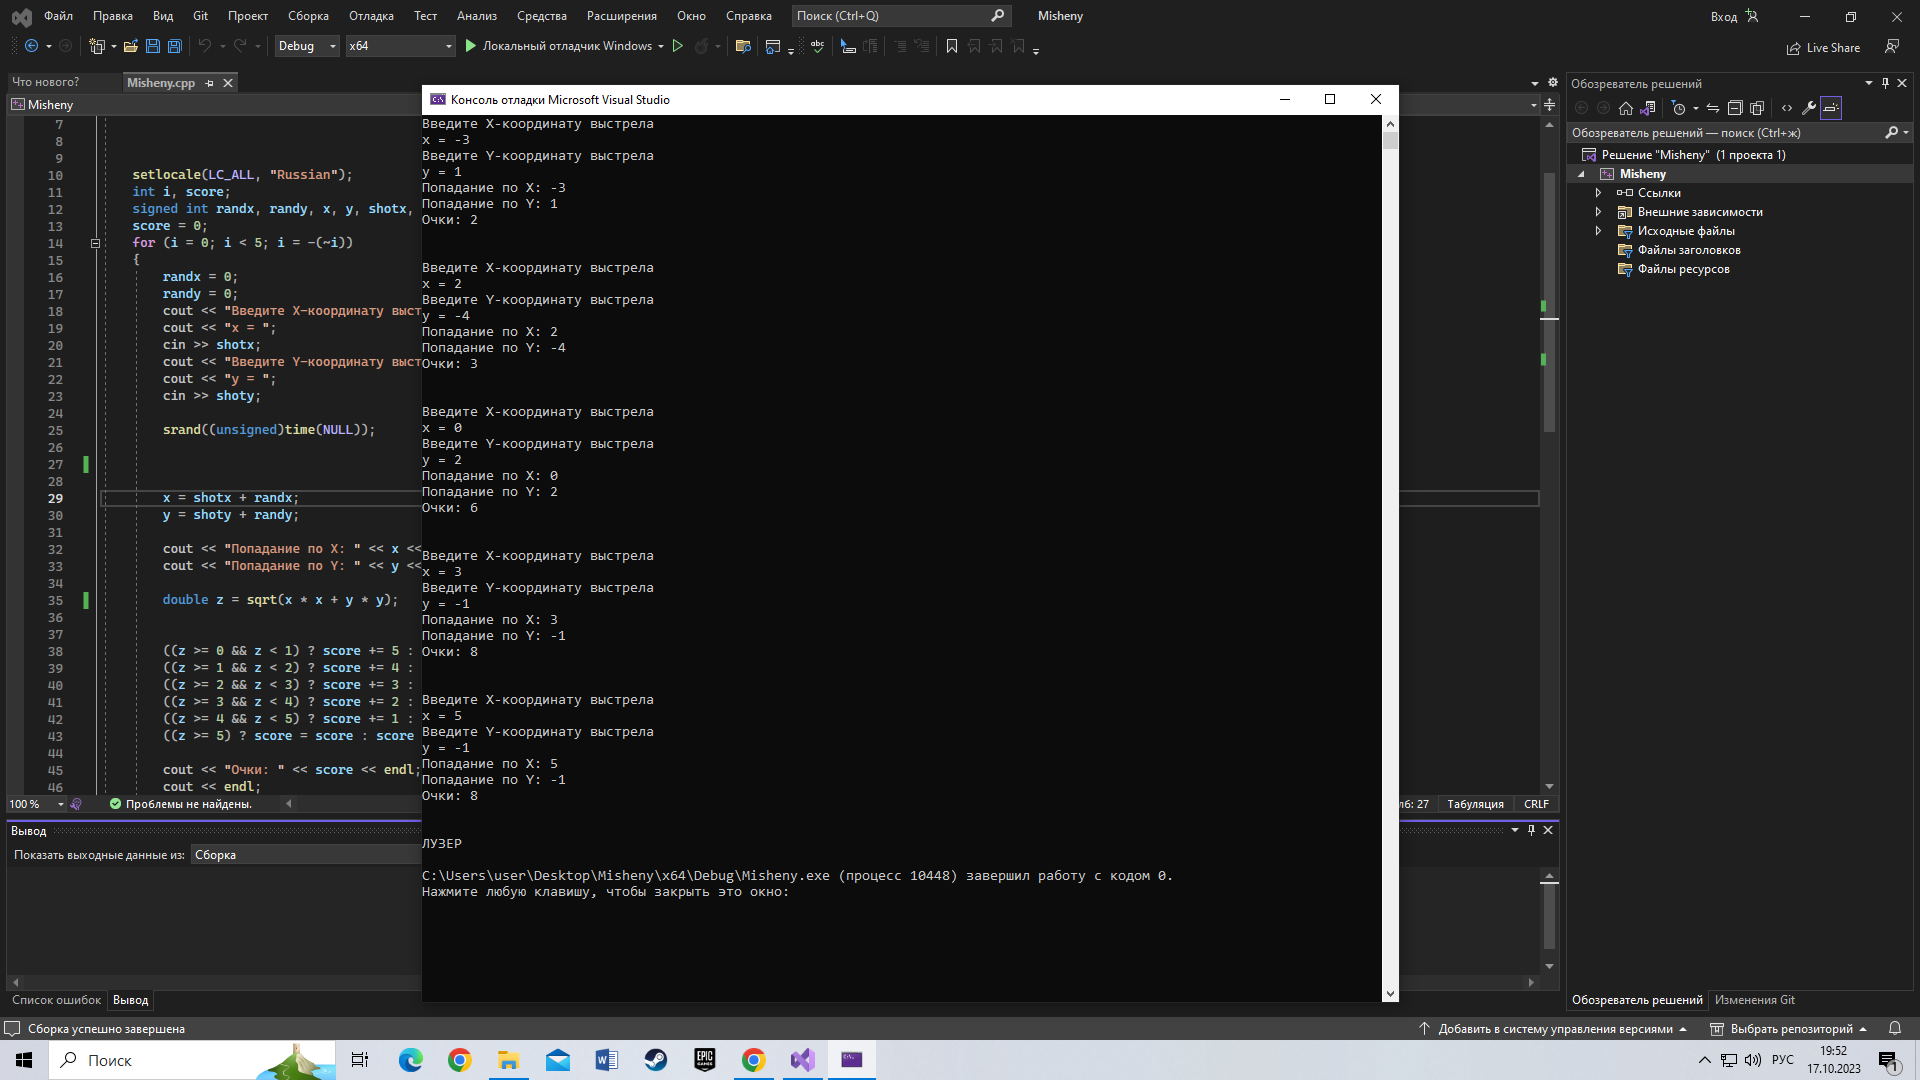 Файл Правка Вид Git Проект Сборка Отладка Тест Анализ Средства Расширения Окно Справка Поиск (Ctrl+Q) Misheny Вход
Debug x64 Локальный отладчик Windows Live Share
Что нового? Misheny.cpp
Misheny
7
8
9
10 setlocale(LC_ALL, "Russian");
11 int i, score;
12 signed int randx, randy, x, y, shotx,
13 score = 0;
14 for (i = 0; i < 5; i = -(~i))
15 {
16 randx = 0;
17 randy = 0;
18 cout << "Введите X-координату выст
19 cout << "x = ";
20 cin >> shotx;
21 cout << "Введите Y-координату выст
22 cout << "y = ";
23 cin >> shoty;
24
25 srand((unsigned)time(NULL));
26
27
28
29 x = shotx + randx;
30 y = shoty + randy;
31
32 cout << "Попадание по X: " << x <<
33 cout << "Попадание по Y: " << y <<
34
35 double z = sqrt(x * x + y * y);
36
37
38 ((z >= 0 && z < 1) ? score += 5 :
39 ((z >= 1 && z < 2) ? score += 4 :
40 ((z >= 2 && z < 3) ? score += 3 :
41 ((z >= 3 && z < 4) ? score += 2 :
42 ((z >= 4 && z < 5) ? score += 1 :
43 ((z >= 5) ? score = score : score
44
45 cout << "Очки: " << score << endl;
46 cout << endl;
100 % Проблемы не найдены.
лб: 27 Табуляция CRLF
Консоль отладки Microsoft Visual Studio
Введите X-координату выстрела
x = -3
Введите Y-координату выстрела
y = 1
Попадание по X: -3
Попадание по Y: 1
Очки: 2
Введите X-координату выстрела
x = 2
Введите Y-координату выстрела
y = -4
Попадание по X: 2
Попадание по Y: -4
Очки: 3
Введите X-координату выстрела
x = 0
Введите Y-координату выстрела
y = 2
Попадание по X: 0
Попадание по Y: 2
Очки: 6
Введите X-координату выстрела
x = 3
Введите Y-координату выстрела
y = -1
Попадание по X: 3
Попадание по Y: -1
Очки: 8
Введите X-координату выстрела
x = 5
Введите Y-координату выстрела
y = -1
Попадание по X: 5
Попадание по Y: -1
Очки: 8
ЛУЗЕР
C:\Users\user\Desktop\Misheny\x64\Debug\Misheny.exe (процесс 10448) завершил работу с кодом 0.
Нажмите любую клавишу, чтобы закрыть это окно:
Обозреватель решений
Обозреватель решений — поиск (Ctrl+ж)
Решение "Misheny" (1 проекта 1)
Misheny
Ссылки
Внешние зависимости
Исходные файлы
Файлы заголовков
Файлы ресурсов
Вывод
Показать выходные данные из: Сборка
Список ошибок Вывод
Обозреватель решений Изменения Git
Сборка успешно завершена Добавить в систему управления версиями Выбрать репозиторий
Поиск
EPIC GAMES
РУС
19:52
17.10.2023
1